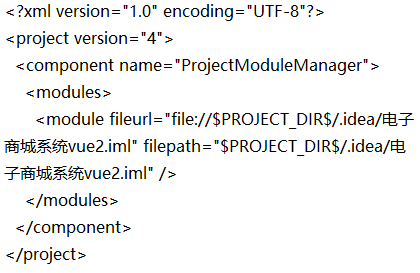 <?xml version="1.0" encoding="UTF-8"?>
<project version="4">
  <component name="ProjectModuleManager">
    <modules>
      <module fileurl="file://$PROJECT_DIR$/.idea/电子
商城系统vue2.iml" filepath="$PROJECT_DIR$/.idea/电
子商城系统vue2.iml" />
    </modules>
  </component>
</project>